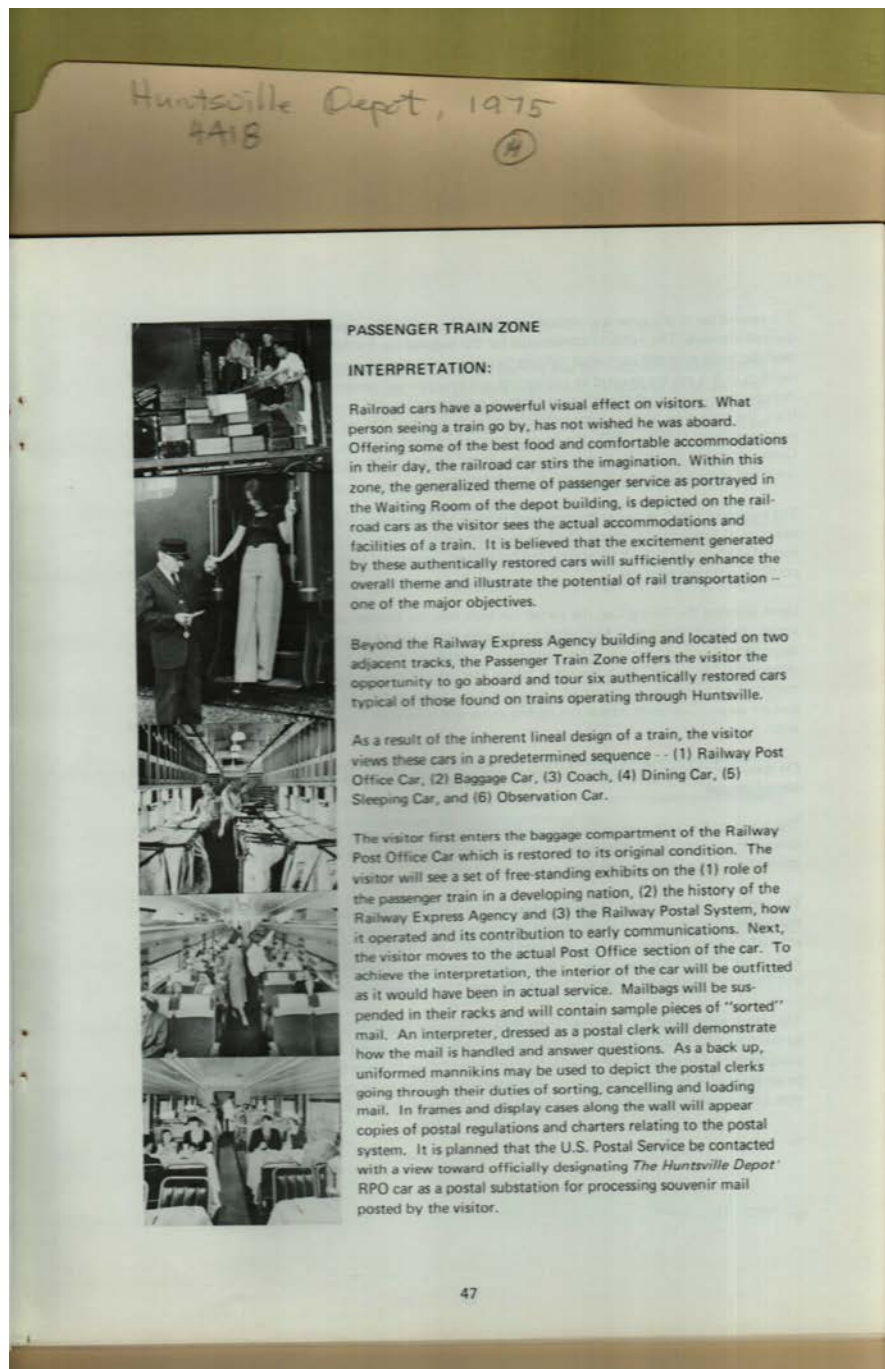 Huntsville Depot, 1975
4418
H
PASSENGER TRAIN ZONE
INTERPRETATION:
Railroad cars have a powerful visual effect on visitors. What
person seeing a train go by, has not wished he was aboard.
Offering some of the best food and comfortable accommodations
in their day, the railroad car stirs the imagination. Within this
zone, the generalized theme of passenger service as portrayed in
the Waiting Room of the depot building, is depicted on the rail-
road cars as the visitor sees the actual accommodations and
facilities of a train. It is believed that the excitement generated
by these authentically restored cars will sufficiently enhance the
overall theme and illustrate the potential of rail transportation --
one of the major objectives.
Beyond the Railway Express Agency building and located on two
adjacent tracks, the Passenger Train Zone offers the visitor the
opportunity to go aboard and tour six authentically restored cars
typical of those found on trains operating through Huntsville.
As a result of the inherent lineal design of a train, the visitor
views these cars in a predetermined sequence - - (1) Railway Post
Office Car, (2) Baggage Car, (3) Coach, (4) Dining Car, (5)
Sleeping Car, and (6) Observation Car.
The visitor first enters the baggage compartment of the Railway
Post Office Car which is restored to its original condition. The
visitor will see a set of free-standing exhibits on the (1) role of
the passenger train in a developing nation, (2) the history of the
Railway Express Agency and (3) the Railway Postal System, how
it operated and its contribution to early communications. Next,
the visitor moves to the actual Post Office section of the car. To
achieve the interpretation, the interior of the car will be outfitted
as it would have been in actual service. Mailbags will be sus-
pended in their racks and will contain sample pieces of "sorted"
mail. An interpreter, dressed as a postal clerk will demonstrate
how the mail is handled and answer questions. As a back up,
uniformed mannikins may be used to depict the postal clerks
going through their duties of sorting, cancelling and loading
mail. In frames and display cases along the wall will appear
copies of postal regulations and charters relating to the postal
system. It is planned that the U.S. Postal Service be contacted
with a view toward officially designating The Huntsville Depot'
RPO car as a postal substation for processing souvenir mail
posted by the visitor.
47